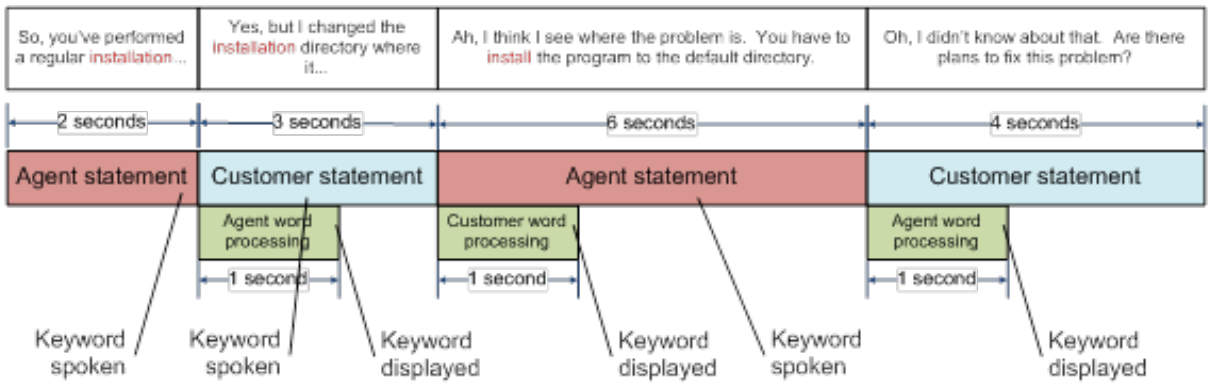 So, you've performed
a regular installation...
Yes, but I changed the
installation directory where
it...
Ah, I think I see where the problem is. You have to
install the program to the default directory.
Oh, I didn't know about that. Are there
plans to fix this problem?
2 seconds
3 seconds
6 seconds
4 seconds
Agent statement
Customer statement
Agent statement
Customer statement
Agent word
processing
Customer word
processing
Agent word
processing
1 second
1 second
1 second
Keyword
spoken
Keyword
spoken
Keyword
displayed
Keyword
displayed
Keyword
spoken
Keyword
displayed